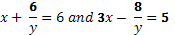 x + 6/y = 6 and 3x − 8/y = 5